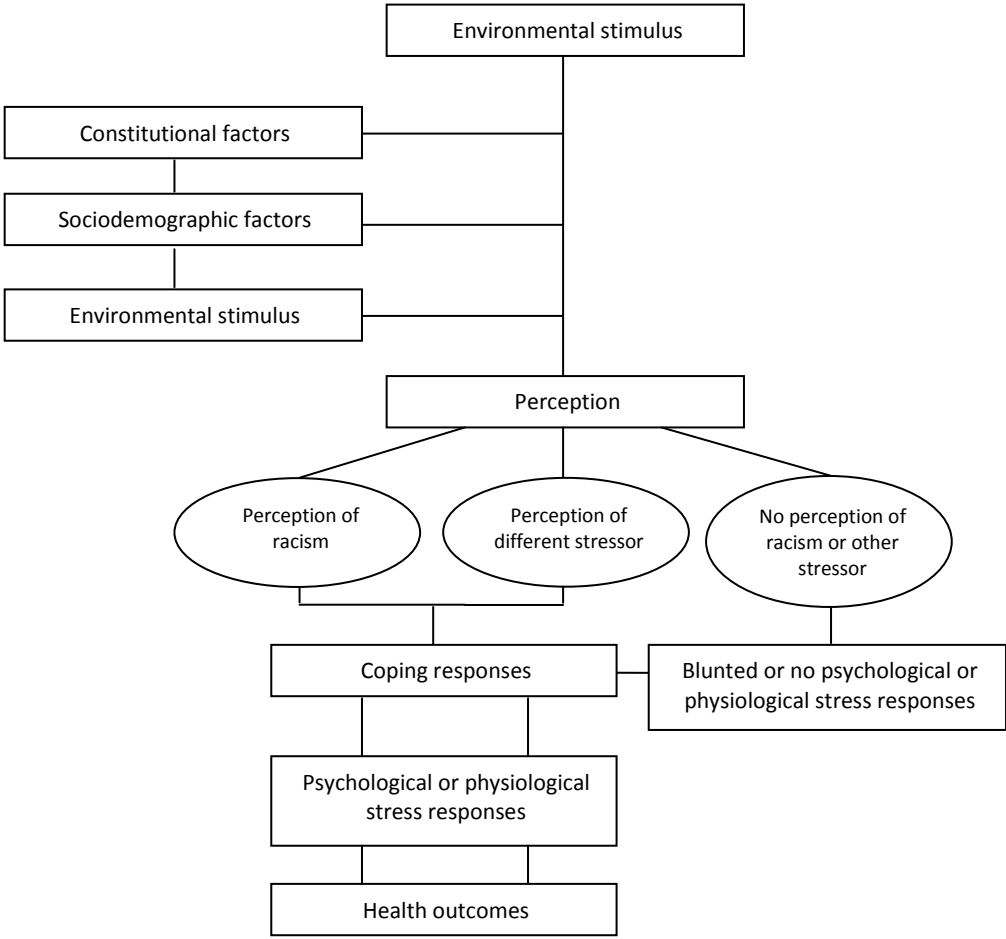 Environmental stimulus
Constitutional factors
Sociodemographic factors
Environmental stimulus
Perception
Perception of
racism
Perception of
different stressor
No perception of
racism or other
stressor
Coping responses
Blunted or no psychological or
physiological stress responses
Psychological or physiological
stress responses
Health outcomes